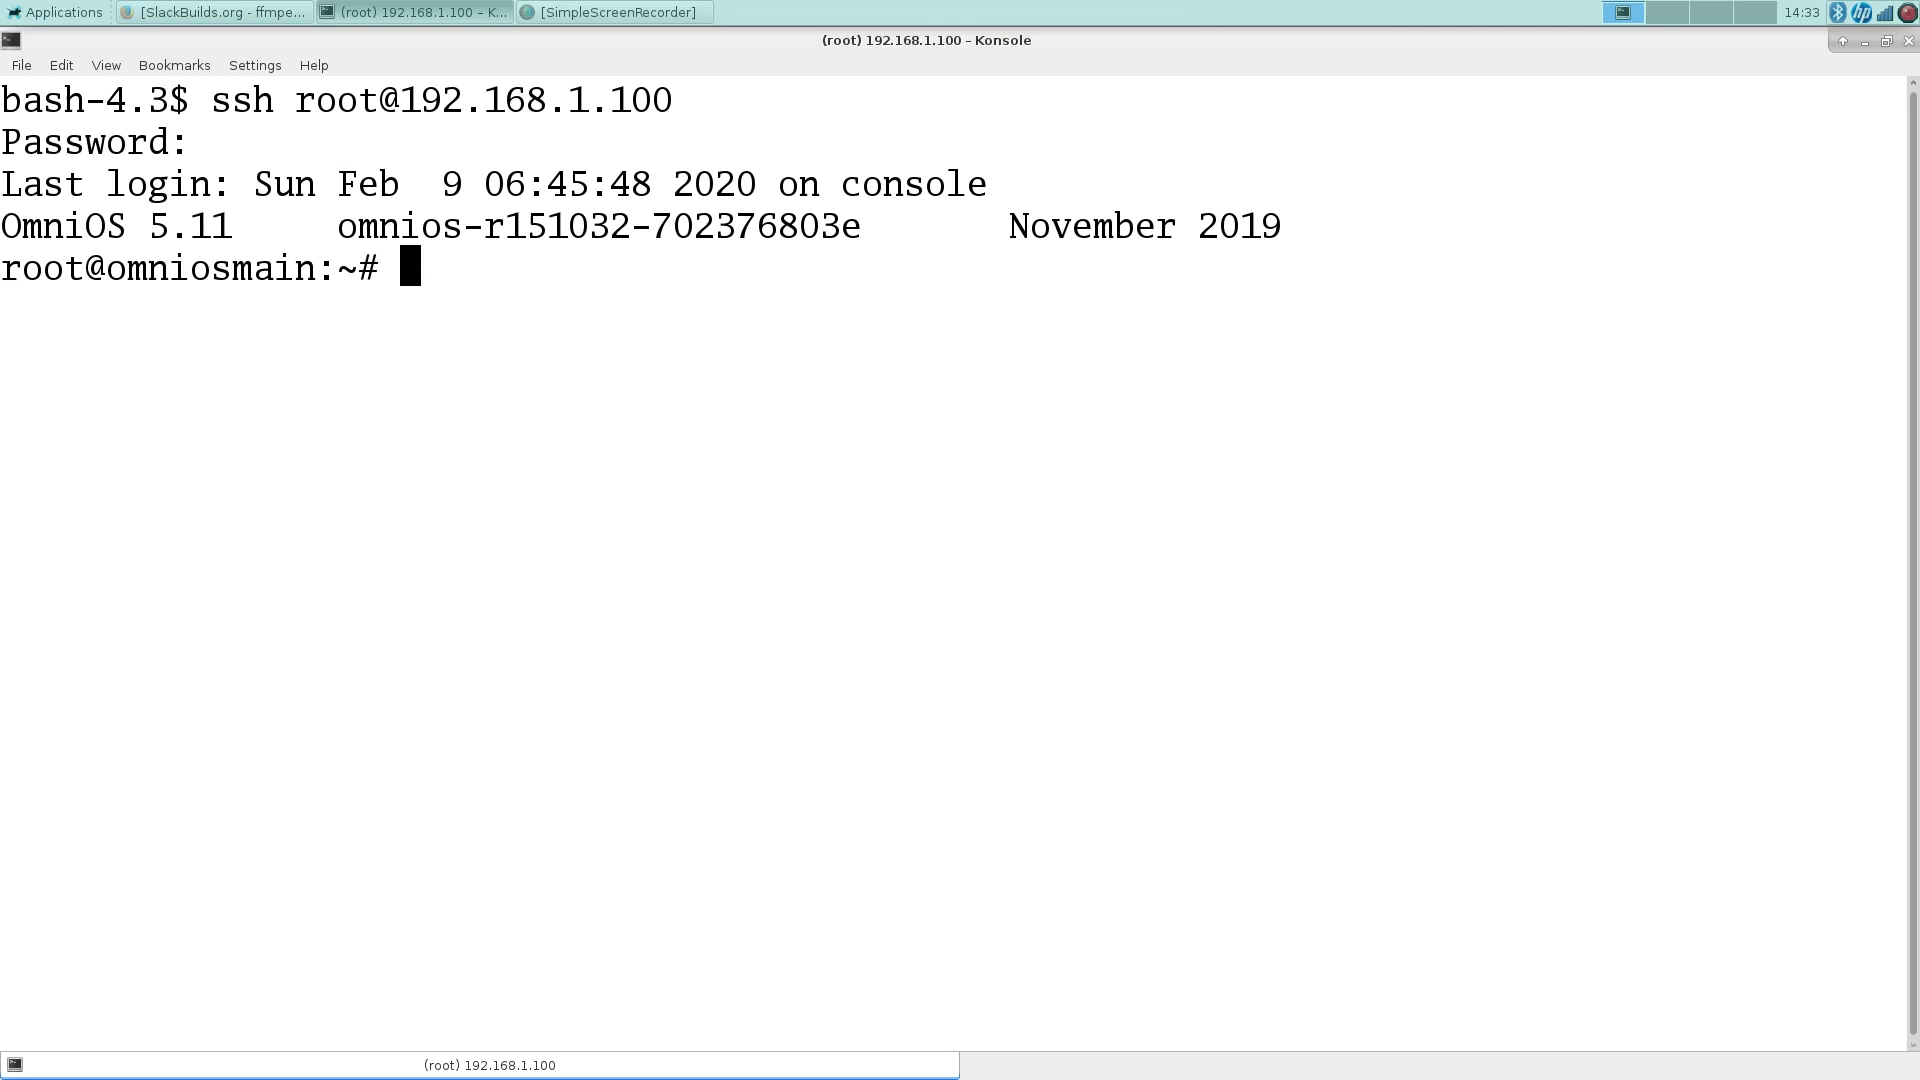 Applications [SlackBuilds.org - ffmpe... (root) 192.168.1.100 – K... [SimpleScreenRecorder] 14:33 hp
(root) 192.168.1.100 – Konsole
File Edit View Bookmarks Settings Help
bash-4.3$ ssh root@192.168.1.100
Password:
Last login: Sun Feb  9 06:45:48 2020 on console
OmniOS 5.11     omnios-r151032-702376803e       November 2019
root@omniosmain:~#
(root) 192.168.1.100